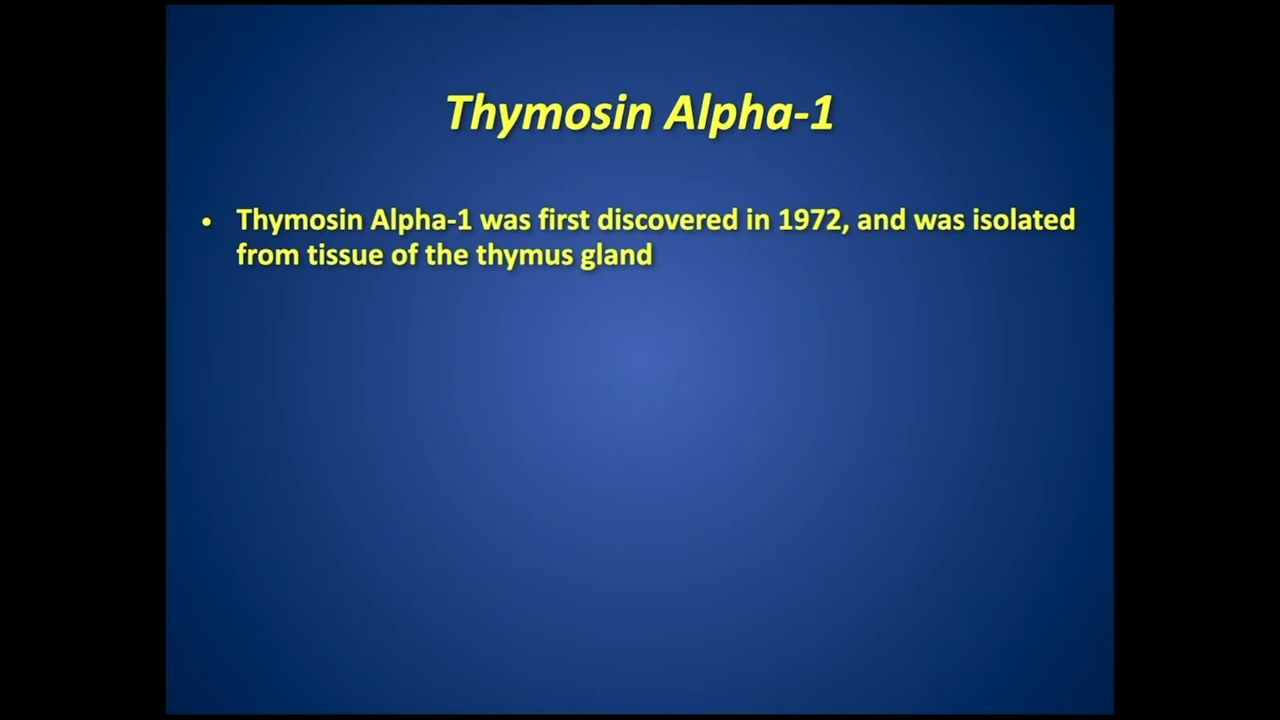 Thymosin Alpha-1
• Thymosin Alpha-1 was first discovered in 1972, and was isolated
from tissue of the thymus gland